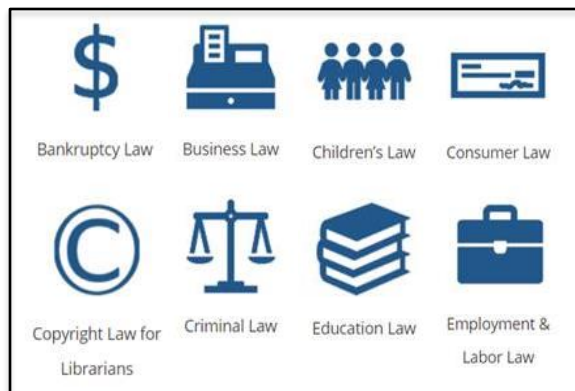 $
Bankruptcy Law
Business Law
Children's Law
Consumer Law
©
Copyright Law for
Librarians
Criminal Law
Education Law
Employment &
Labor Law